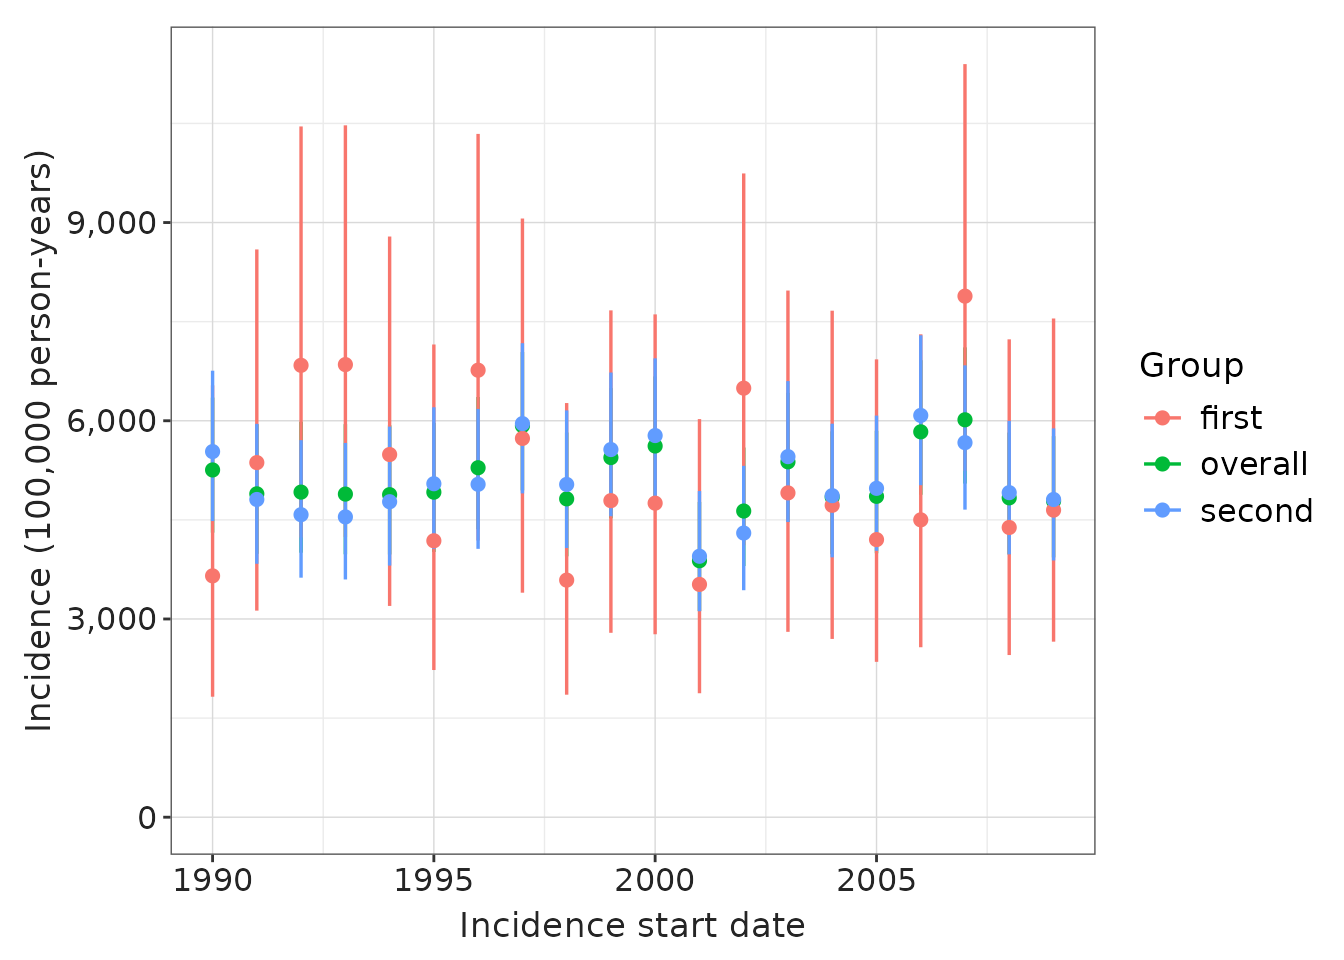 Incidence (100,000 person-years)
9,000
6,000
3,000
0
1990
1995
2000
2005
Incidence start date
Group
first
overall
second